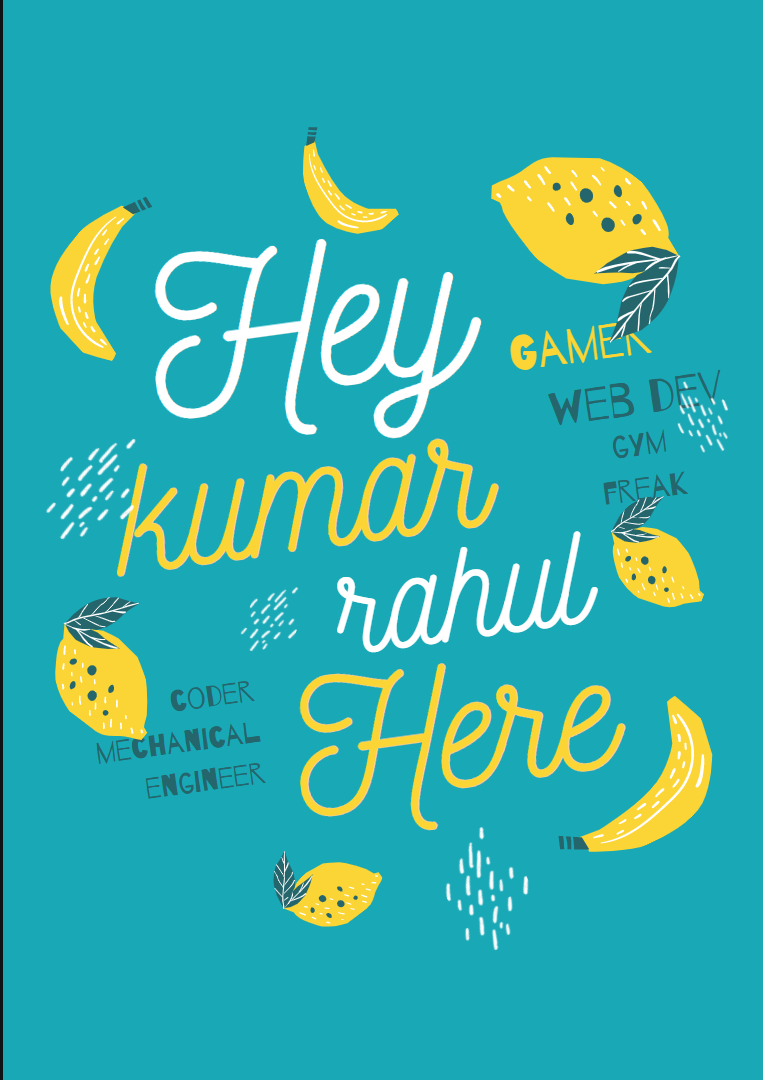 Hey
GAMER
WEB DEV
GYM
FREAK
kumar
rahul
Here
CODER
MECHANICAL
ENGINEER